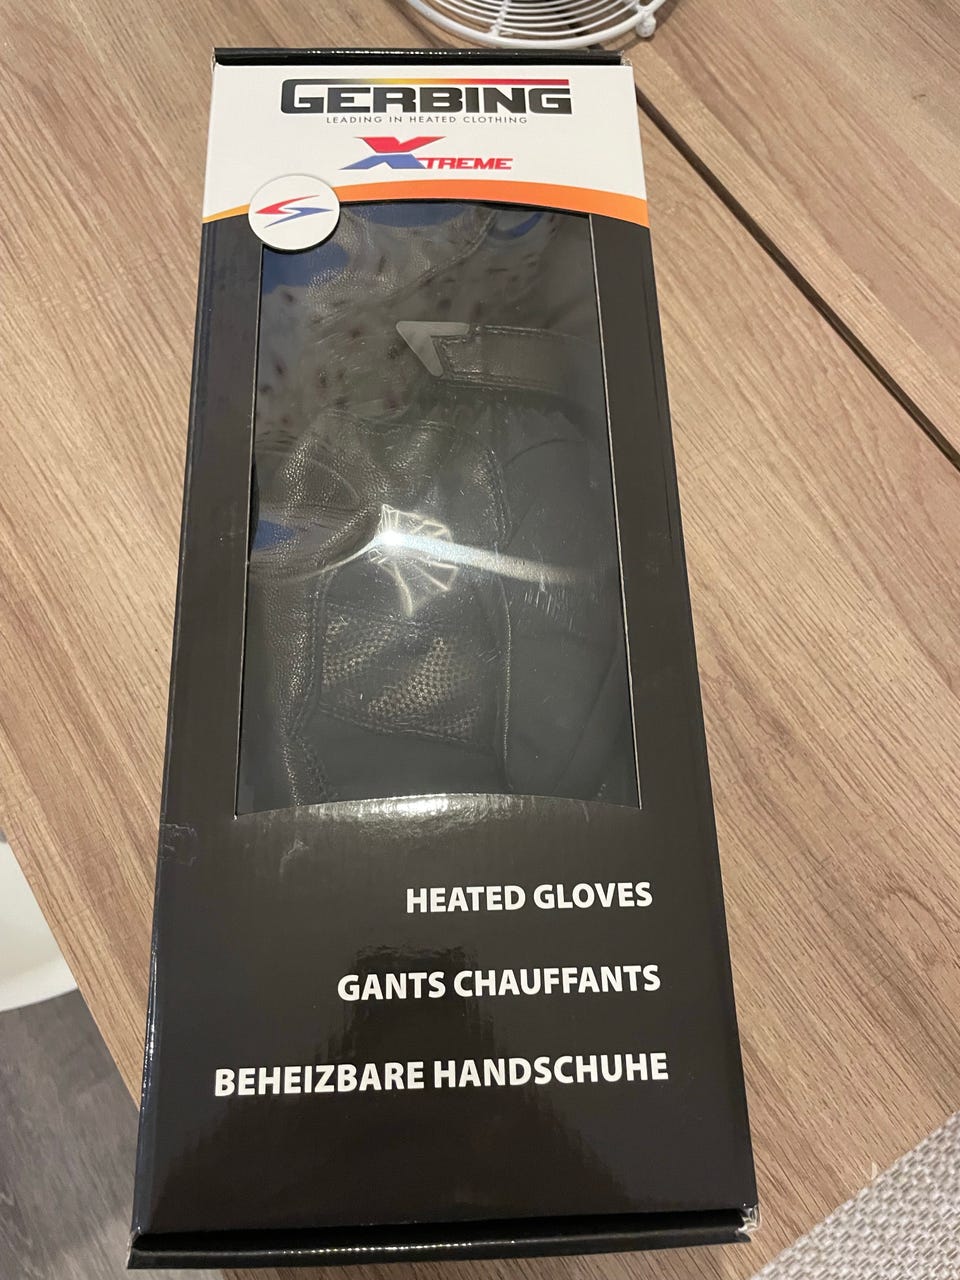 GERBING
LEADING IN HEATED CLOTHING
XTREME
HEATED GLOVES
GANTS CHAUFFANTS
BEHEIZBARE HANDSCHUHE